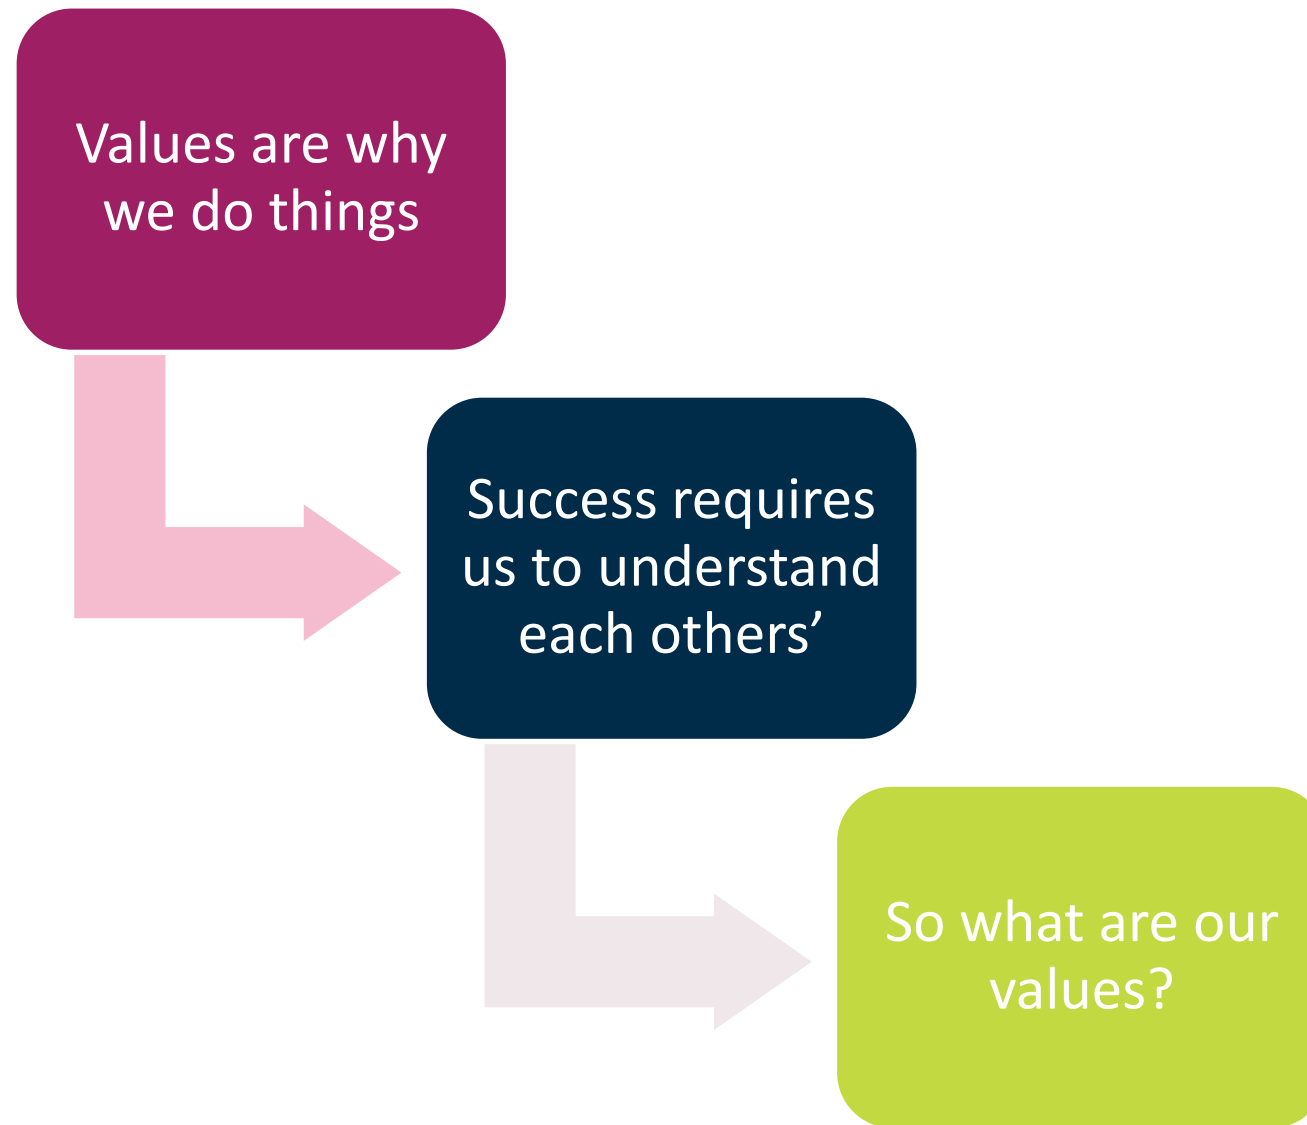 Values are why
we do things
Success requires
us to understand
each others’
So what are our
values?